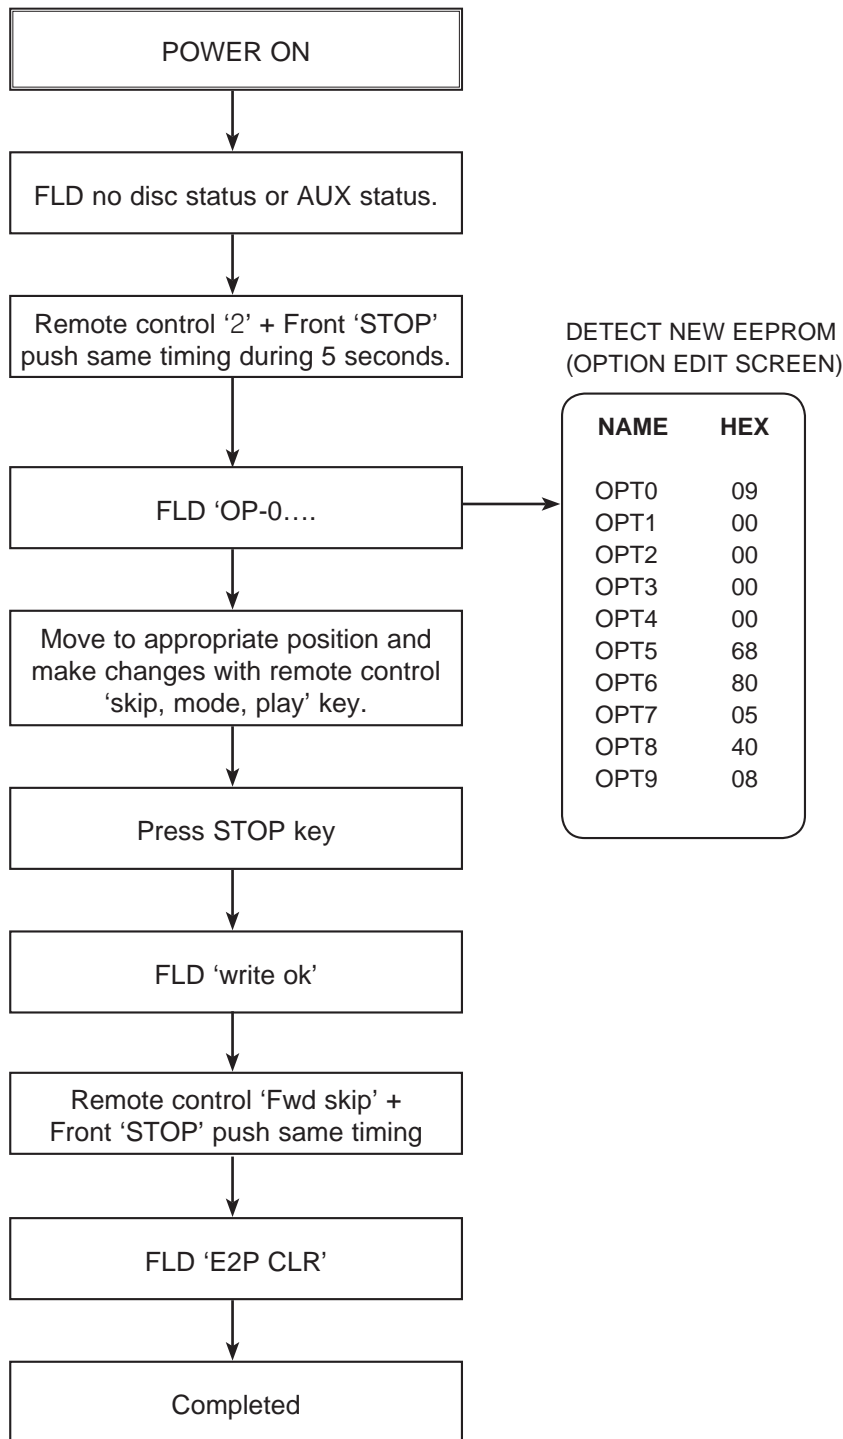 POWER ON
FLD no disc status or AUX status.
Remote control ‘2’ + Front ‘STOP’
push same timing during 5 seconds.
FLD ‘OP-0….
Move to appropriate position and
make changes with remote control
‘skip, mode, play’ key.
Press STOP key
FLD ‘write ok’
Remote control ‘Fwd skip’ +
Front ‘STOP’ push same timing
FLD ‘E2P CLR’
Completed
DETECT NEW EEPROM
(OPTION EDIT SCREEN)
NAME HEX
OPT0 09
OPT1 00
OPT2 00
OPT3 00
OPT4 00
OPT5 68
OPT6 80
OPT7 05
OPT8 40
OPT9 08